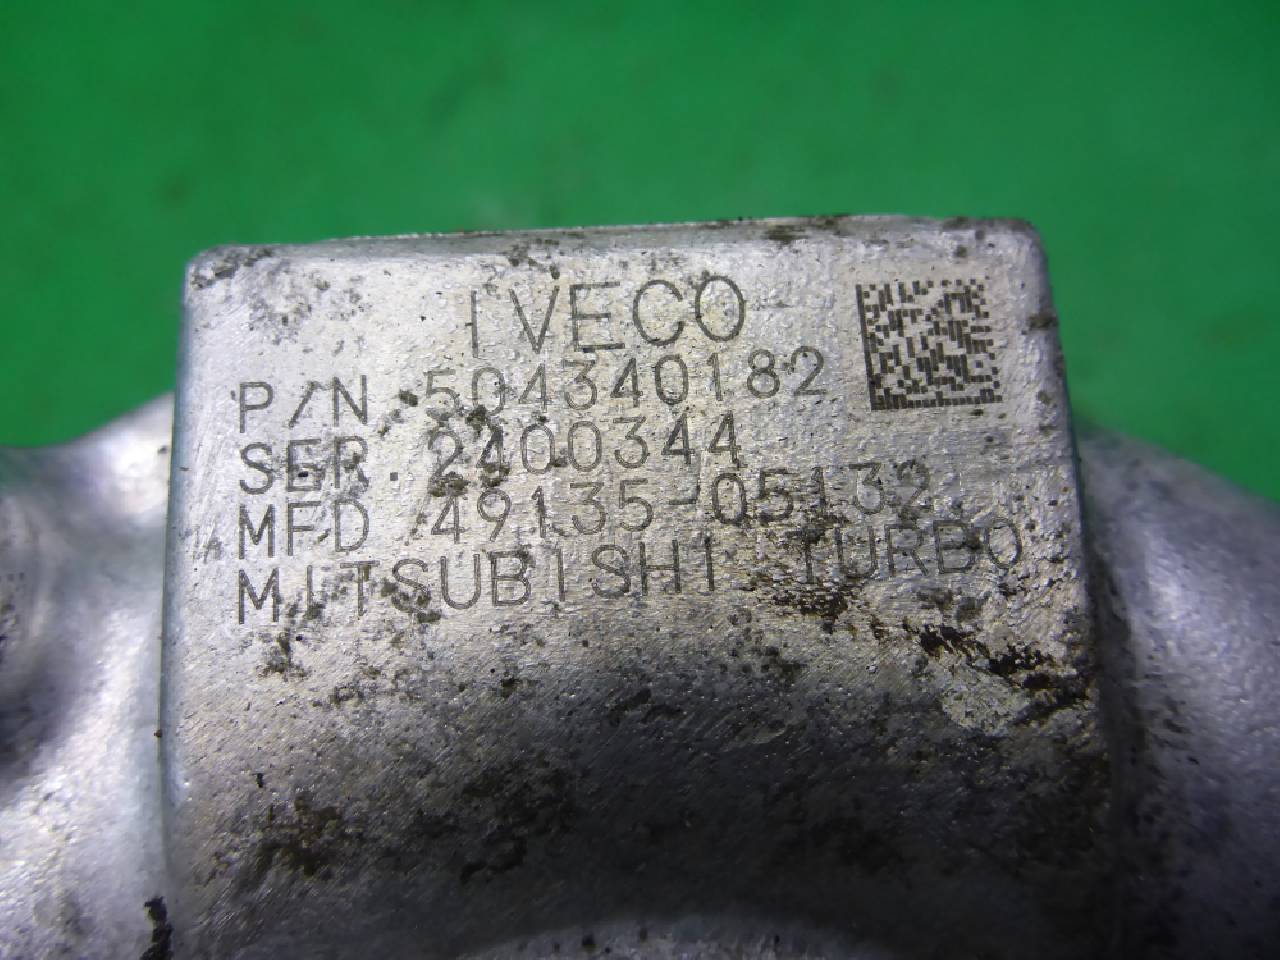 IVECO
P/N 504340182
SER. 2400344
MFD 49135-05132
MITSUBISHI TURBO